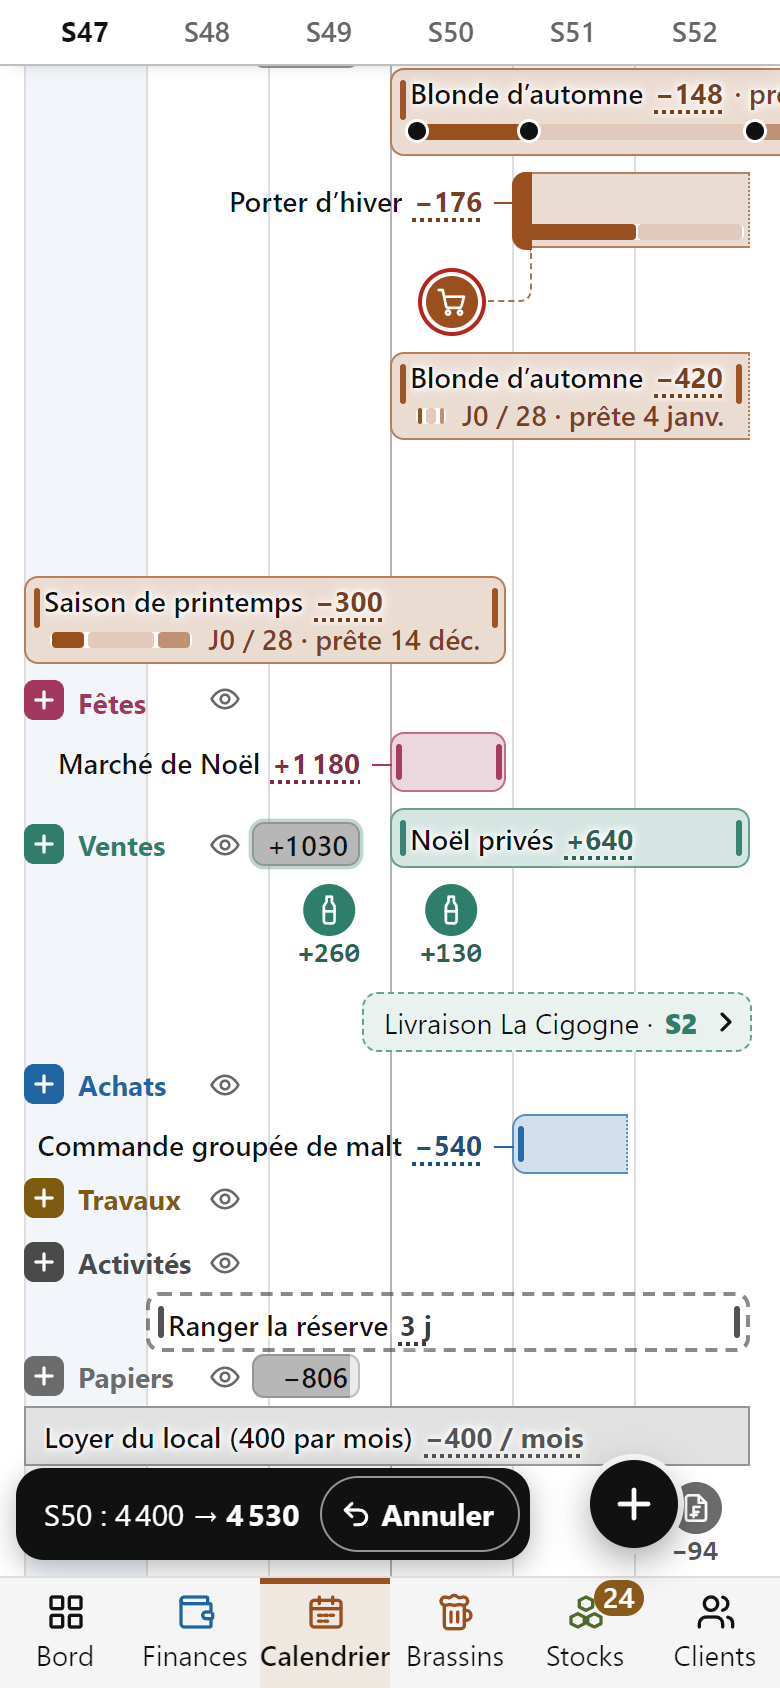 S47 S48 S49 S50 S51 S52
Blonde d’automne −148 · pr
Porter d’hiver −176
Blonde d’automne −420
J0 / 28 · prête 4 janv.
Saison de printemps −300
J0 / 28 · prête 14 déc.
Fêtes
Marché de Noël +1 180
Ventes +1030
Noël privés +640
+260 +130
Livraison La Cigogne · S2
Achats
Commande groupée de malt −540
Travaux
Activités
Ranger la réserve 3 j
Papiers −806
Loyer du local (400 par mois) −400 / mois
S50 : 4 400 → 4 530 Annuler
−94
24
Bord Finances Calendrier Brassins Stocks Clients